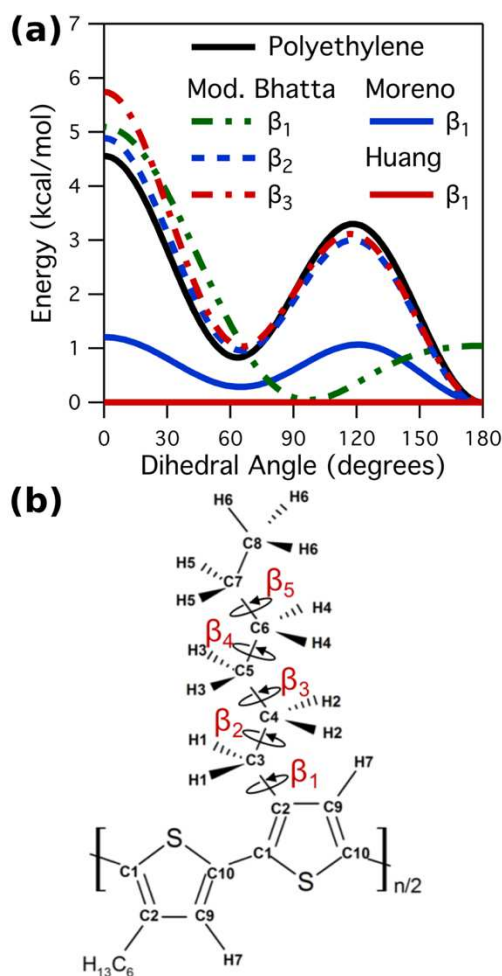 (a)
7
6
5
4
3
2
1
0
Energy (kcal/mol)
Polyethylene
Mod. Bhatta
β₁
β₂
β₃
Moreno
β₁
Huang
β₁
0 30 60 90 120 150 180
Dihedral Angle (degrees)
(b)
H6 H6
C8 H6
H5 C7
H5 β₅
H4
C6
β₄ H4
H3 C5
H3 β₃
H2
C4
β₂ H2
H1 C3
H1 β₁
H7
C2 C9
S
C1 C10 C1 C10
S n/2
C2 C9
H₁₃C₆ H7